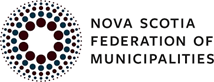 NOVA SCOTIA
FEDERATION OF
MUNICIPALITIES